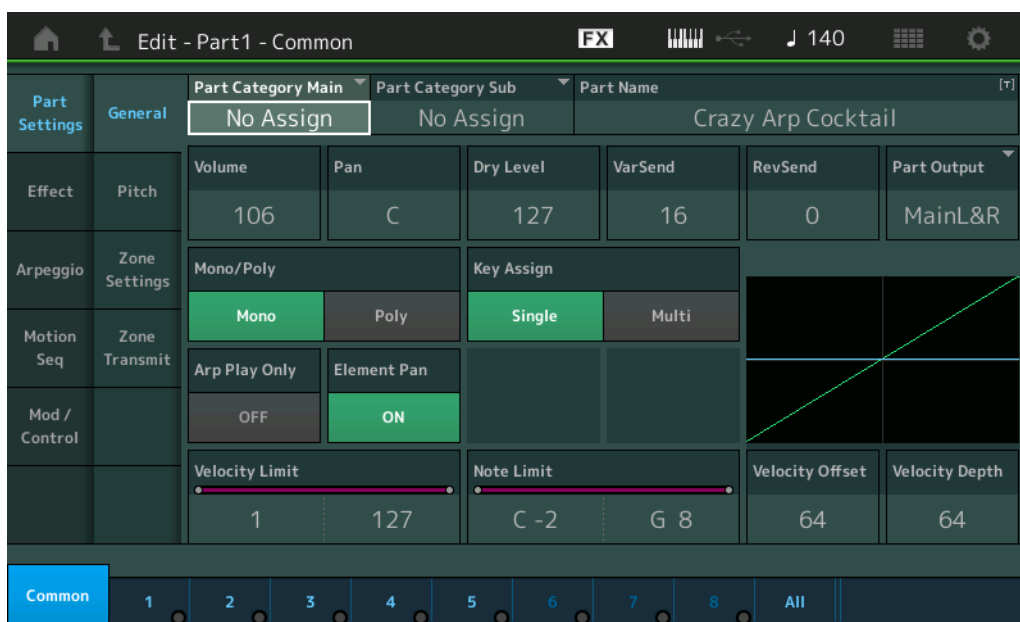 Edit - Part1 - Common
FX
♩ 140
Part Settings
General
Part Category Main
No Assign
Part Category Sub
No Assign
Part Name
[T]
Crazy Arp Cocktail
Effect
Pitch
Volume
106
Pan
C
Dry Level
127
VarSend
16
RevSend
0
Part Output
MainL&R
Arpeggio
Zone Settings
Mono/Poly
Mono
Poly
Key Assign
Single
Multi
Motion Seq
Zone Transmit
Arp Play Only
OFF
Element Pan
ON
Mod / Control
Velocity Limit
1
127
Note Limit
C -2
G 8
Velocity Offset
64
Velocity Depth
64
Common
1
2
3
4
5
6
7
8
All